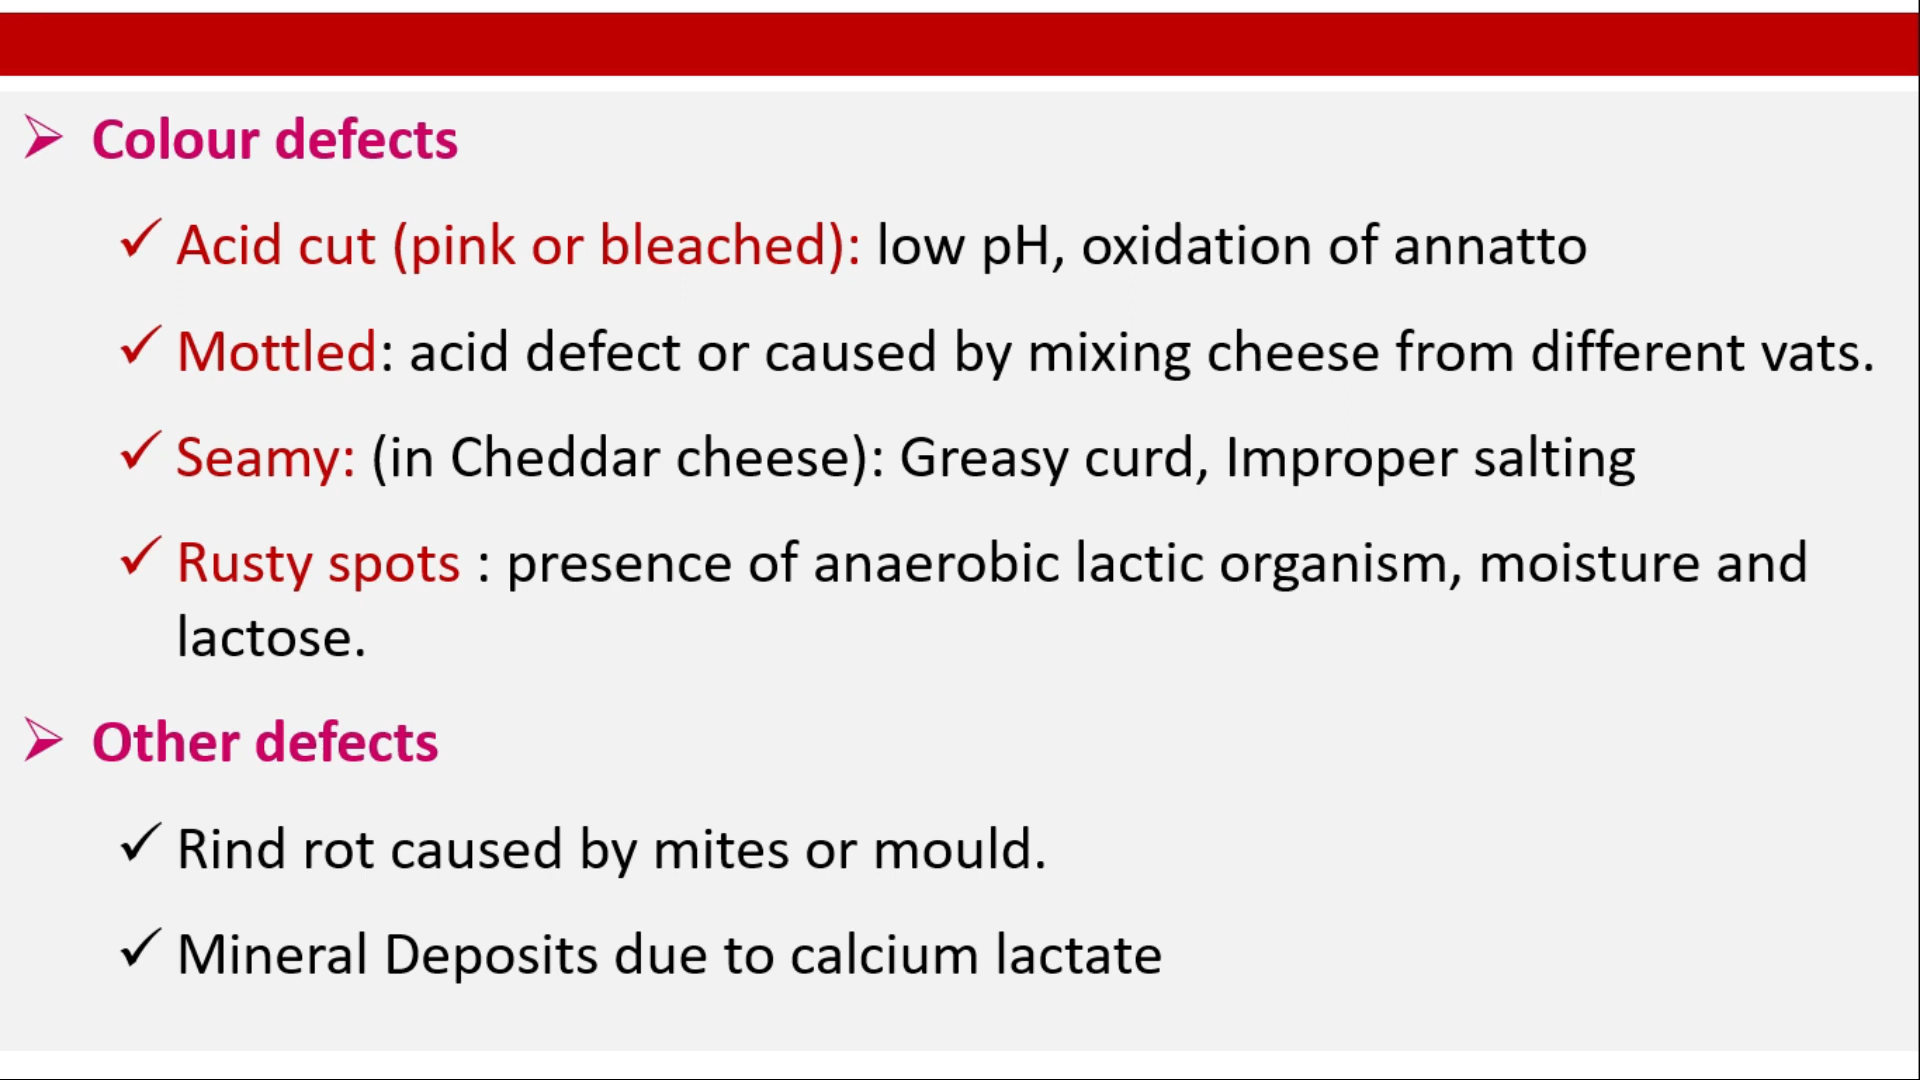 Colour defects
Acid cut (pink or bleached): low pH, oxidation of annatto
Mottled: acid defect or caused by mixing cheese from different vats.
Seamy: (in Cheddar cheese): Greasy curd, Improper salting
Rusty spots : presence of anaerobic lactic organism, moisture and
lactose.
Other defects
Rind rot caused by mites or mould.
Mineral Deposits due to calcium lactate